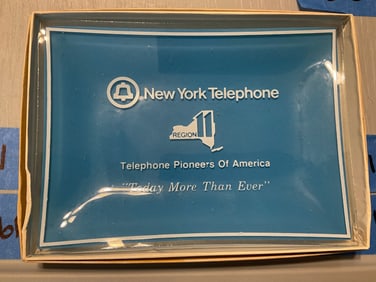 New York Telephone
REGION 11
Telephone Pioneers Of America
"Today More Than Ever"